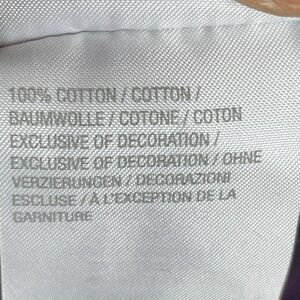 100% COTTON / COTTON /
BAUMWOLLE / COTONE / COTON
EXCLUSIVE OF DECORATION /
EXCLUSIVE OF DECORATION / OHNE
VERZIERUNGEN / DECORAZIONI
ESCLUSE / À L'EXCEPTION DE LA
GARNITURE